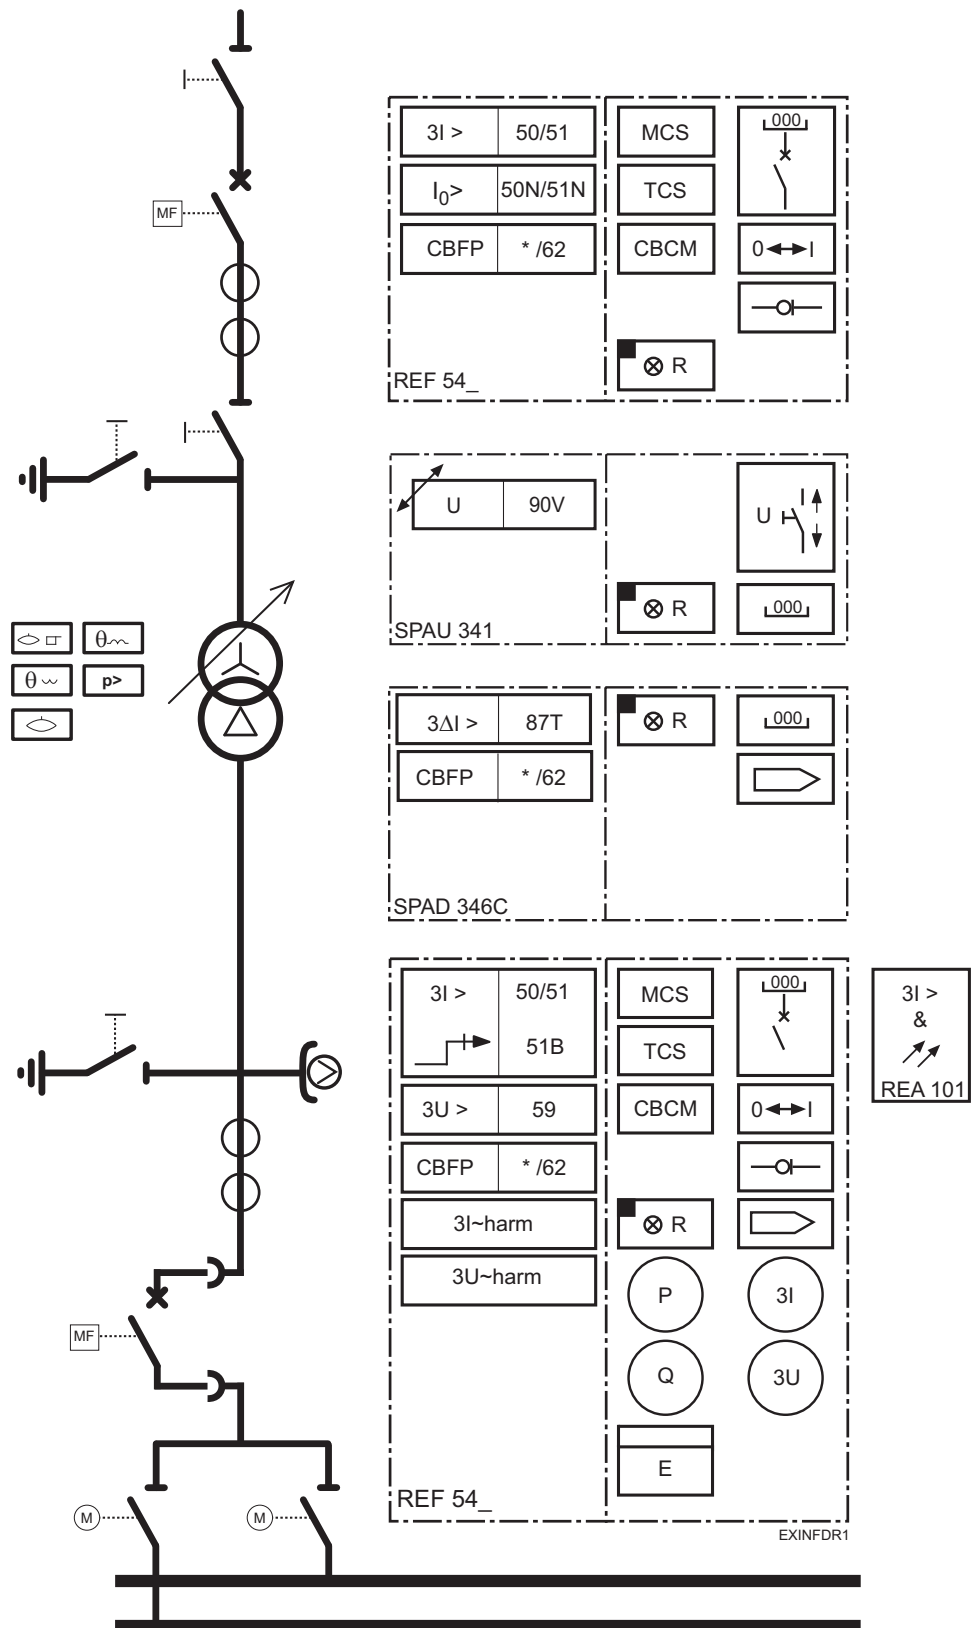 MF
3I > 50/51
I0> 50N/51N
CBFP * /62
MCS
TCS
CBCM
000
0 I
R
REF 54_
U 90V
I
U
R
000
SPAU 341
θ
θ
p>
3ΔI > 87T
CBFP * /62
R
000
SPAD 346C
3I > 50/51
51B
3U > 59
CBFP * /62
3I~harm
3U~harm
MCS
TCS
CBCM
000
0 I
R
P
3I
Q
3U
E
REF 54_
EXINFDR1
3I >
&
REA 101
MF
M
M